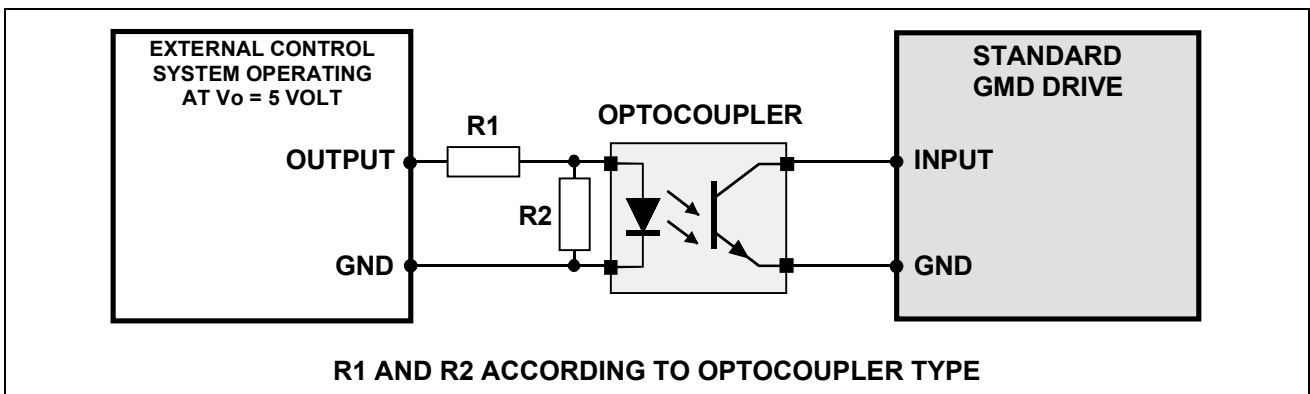 EXTERNAL CONTROL
SYSTEM OPERATING
AT Vo = 5 VOLT
STANDARD
GMD DRIVE
OPTOCOUPLER
R1
OUTPUT
INPUT
R2
GND
GND
R1 AND R2 ACCORDING TO OPTOCOUPLER TYPE